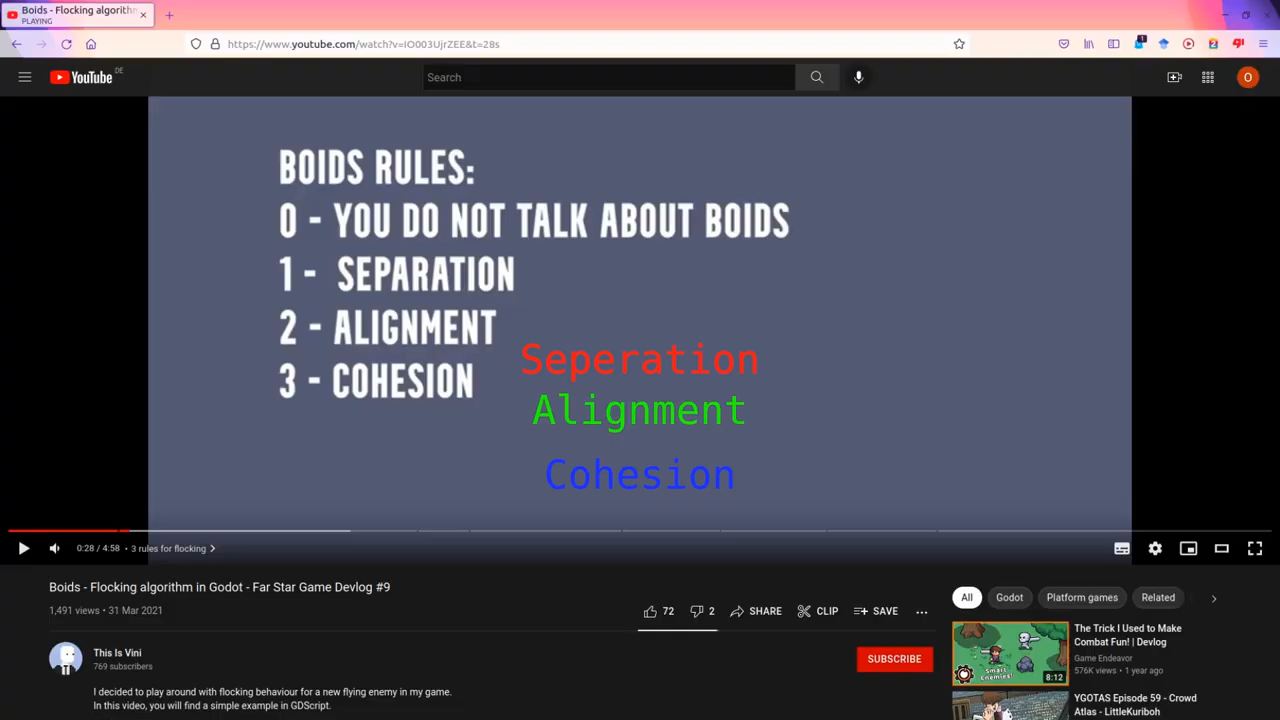 Boids - Flocking algorithm
PLAYING
https://www.youtube.com/watch?v=IO003UjrZEE&t=28s
1
2
YouTube
DE
Search
O
BOIDS RULES:
0 - YOU DO NOT TALK ABOUT BOIDS
1 - SEPARATION
2 - ALIGNMENT
3 - COHESION
Seperation
Alignment
Cohesion
0:28 / 4:58 • 3 rules for flocking
Boids - Flocking algorithm in Godot - Far Star Game Devlog #9
1,491 views • 31 Mar 2021
72
2
SHARE
CLIP
SAVE
...
This Is Vini
769 subscribers
SUBSCRIBE
I decided to play around with flocking behaviour for a new flying enemy in my game.
In this video, you will find a simple example in GDScript.
All
Godot
Platform games
Related
Smart
Enemies!
8:12
The Trick I Used to Make
Combat Fun! | Devlog
Game Endeavor
576K views • 1 year ago
YGOTAS Episode 59 - Crowd
Atlas - LittleKuriboh